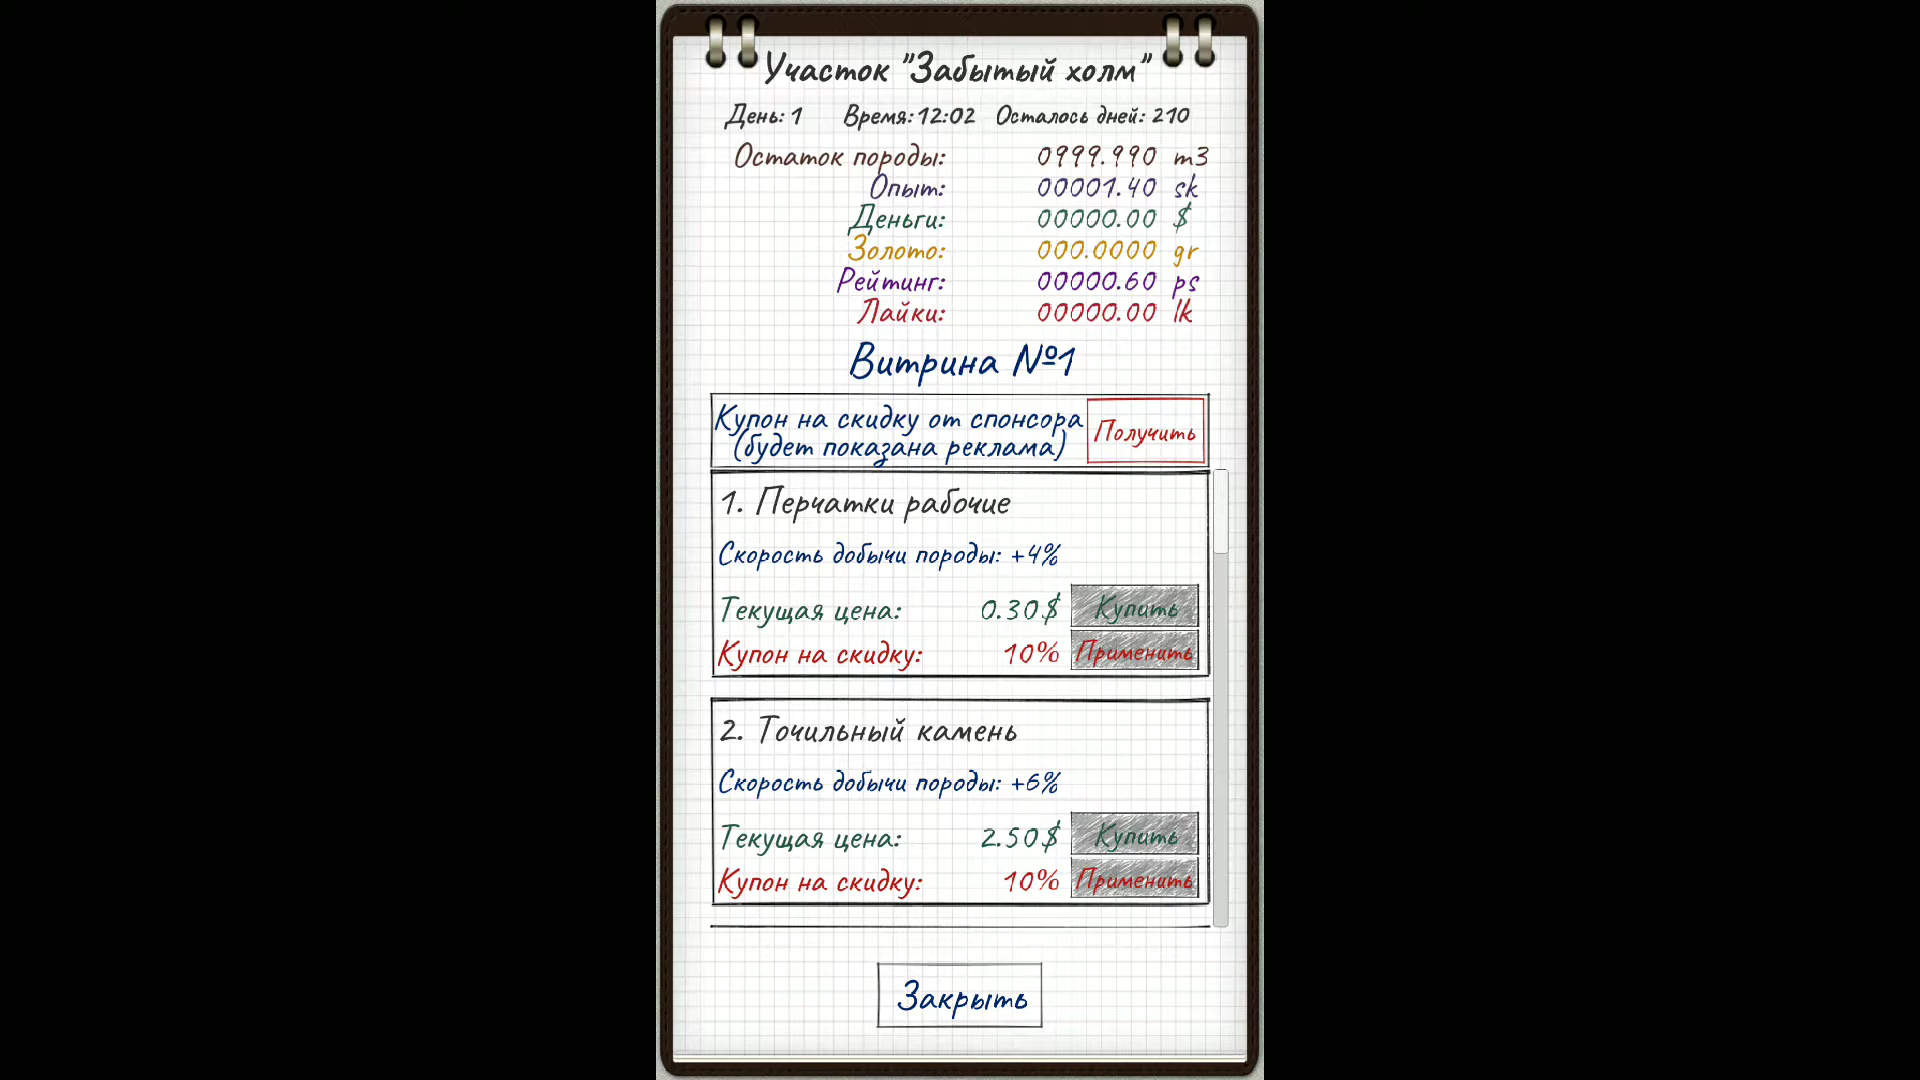 Участок "Забытый холм"
День: 1 Время: 12:02 Осталось дней: 210
Остаток породы: 0999.990 m3
Опыт: 00001.40 sk
Деньги: 00000.00 $
Золото: 000.0000 gr
Рейтинг: 00000.60 ps
Лайки: 00000.00 lk
Витрина №1
Купон на скидку от спонсора
(будет показана реклама)
Получить
1. Перчатки рабочие
Скорость добычи породы: +4%
Текущая цена: 0.30$ Купить
Купон на скидку: 10% Применить
2. Точильный камень
Скорость добычи породы: +6%
Текущая цена: 2.50$ Купить
Купон на скидку: 10% Применить
Закрыть